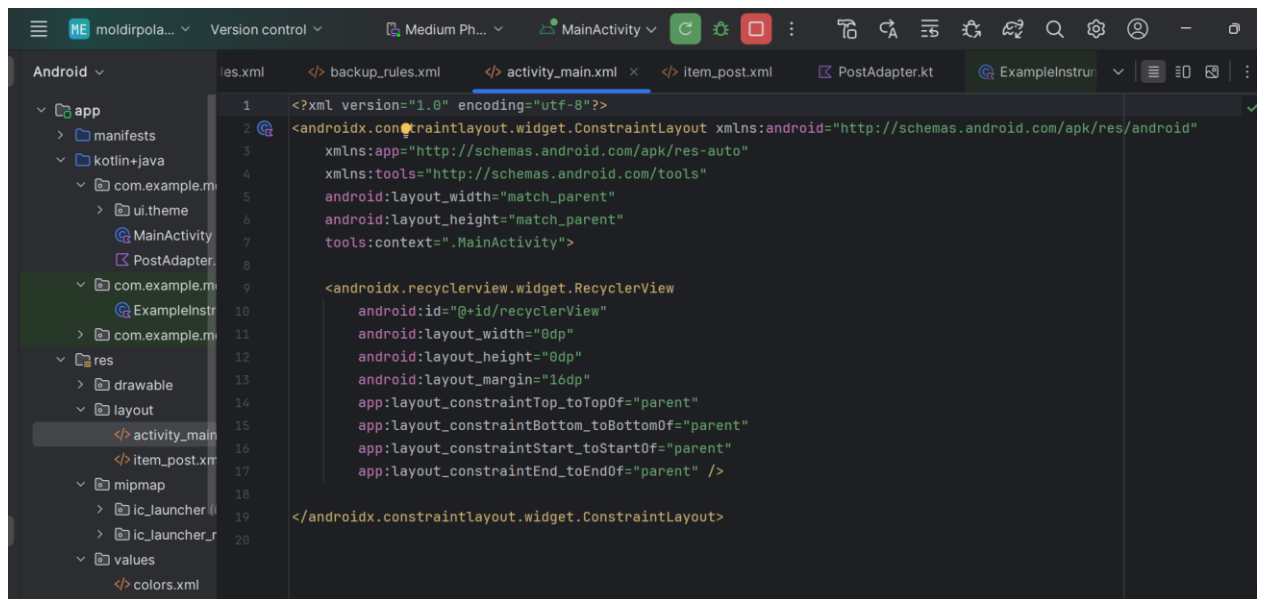 ME moldirpola... Version control Medium Ph... MainActivity
Android les.xml backup_rules.xml activity_main.xml item_post.xml PostAdapter.kt ExampleInstrun
app
manifests
kotlin+java
com.example.m
ui.theme
MainActivity
PostAdapter.
com.example.m
ExampleInstr
com.example.m
res
drawable
layout
activity_main
item_post.xm
mipmap
ic_launcher
ic_launcher_r
values
colors.xml
1 <?xml version="1.0" encoding="utf-8"?>
2 <androidx.constraintlayout.widget.ConstraintLayout xmlns:android="http://schemas.android.com/apk/res/android"
3 xmlns:app="http://schemas.android.com/apk/res-auto"
4 xmlns:tools="http://schemas.android.com/tools"
5 android:layout_width="match_parent"
6 android:layout_height="match_parent"
7 tools:context=".MainActivity">
8
9 <androidx.recyclerview.widget.RecyclerView
10 android:id="@+id/recyclerView"
11 android:layout_width="0dp"
12 android:layout_height="0dp"
13 android:layout_margin="16dp"
14 app:layout_constraintTop_toTopOf="parent"
15 app:layout_constraintBottom_toBottomOf="parent"
16 app:layout_constraintStart_toStartOf="parent"
17 app:layout_constraintEnd_toEndOf="parent" />
18
19 </androidx.constraintlayout.widget.ConstraintLayout>
20